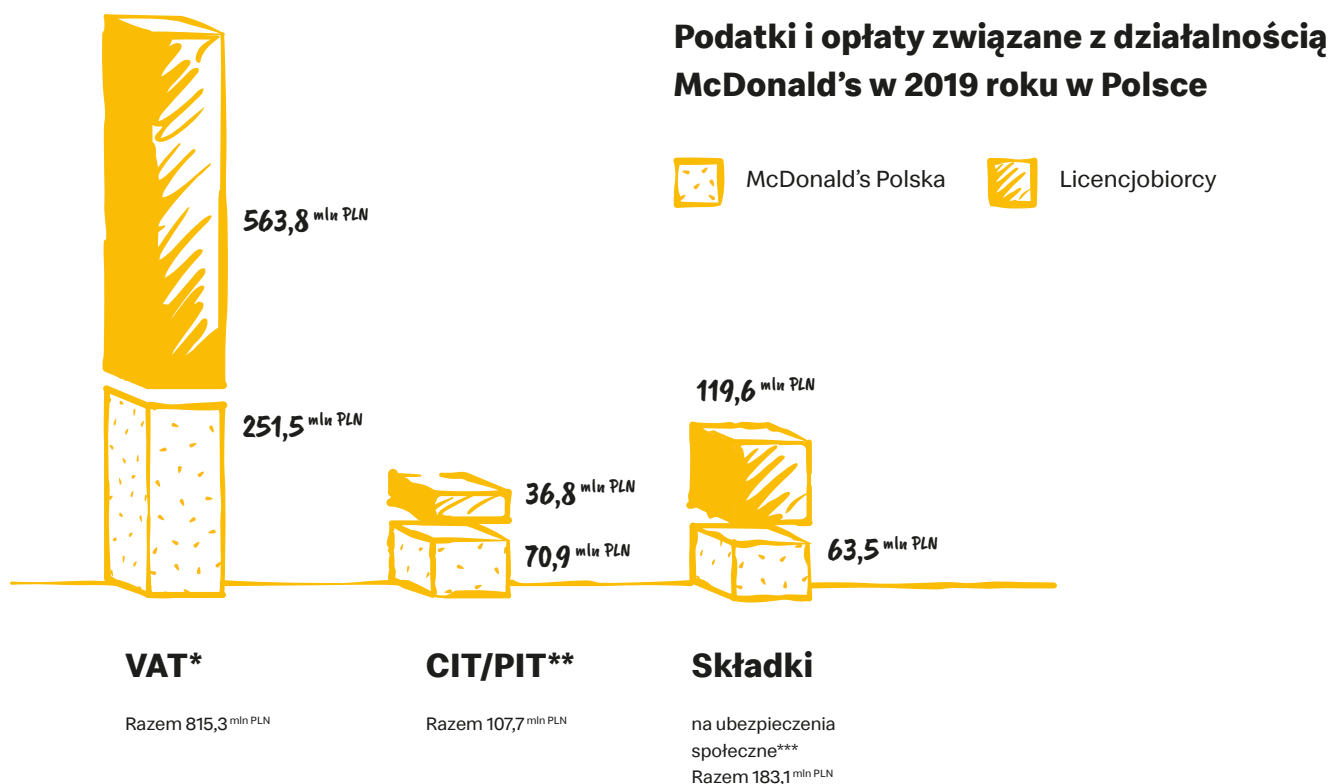 Podatki i opłaty związane z działalnością
McDonald’s w 2019 roku w Polsce
McDonald’s Polska
Licencjobiorcy
563,8 mln PLN
251,5 mln PLN
36,8 mln PLN
70,9 mln PLN
119,6 mln PLN
63,5 mln PLN
VAT*
Razem 815,3 mln PLN
CIT/PIT**
Razem 107,7 mln PLN
Składki
na ubezpieczenia
społeczne***
Razem 183,1 mln PLN